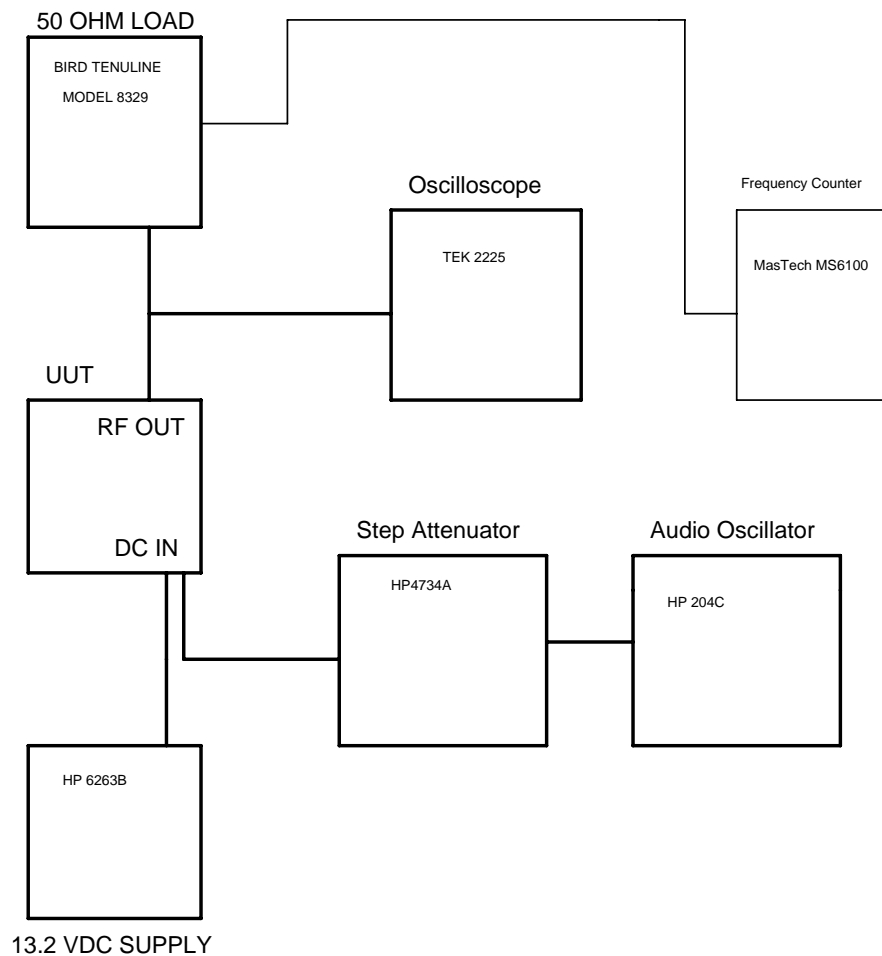 50 OHM LOAD
BIRD TENULINE
MODEL 8329
Oscilloscope
TEK 2225
Frequency Counter
MasTech MS6100
UUT
RF OUT
DC IN
Step Attenuator
HP4734A
Audio Oscillator
HP 204C
HP 6263B
13.2 VDC SUPPLY